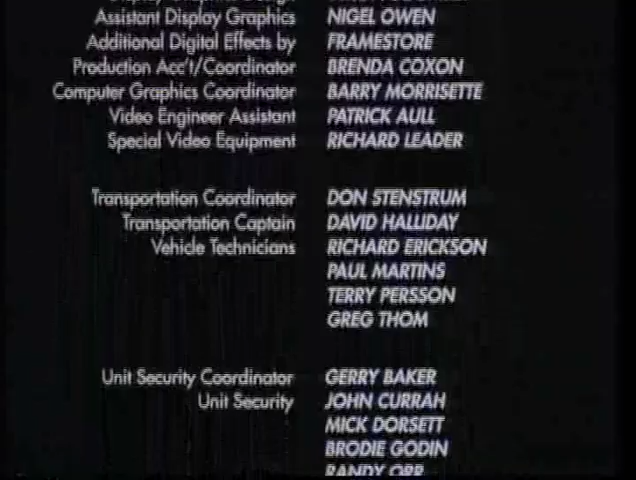 Assistant Display Graphics NIGEL OWEN
Additional Digital Effects by FRAMESTORE
Production Acc't/Coordinator BRENDA COXON
Computer Graphics Coordinator BARRY MORRISETTE
Video Engineer Assistant PATRICK AULL
Special Video Equipment RICHARD LEADER
Transportation Coordinator DON STENSTRUM
Transportation Captain DAVID HALLIDAY
Vehicle Technicians RICHARD ERICKSON
PAUL MARTINS
TERRY PERSSON
GREG THOM
Unit Security Coordinator GERRY BAKER
Unit Security JOHN CURRAH
MICK DORSETT
BRODIE GODIN
RANDY ORR